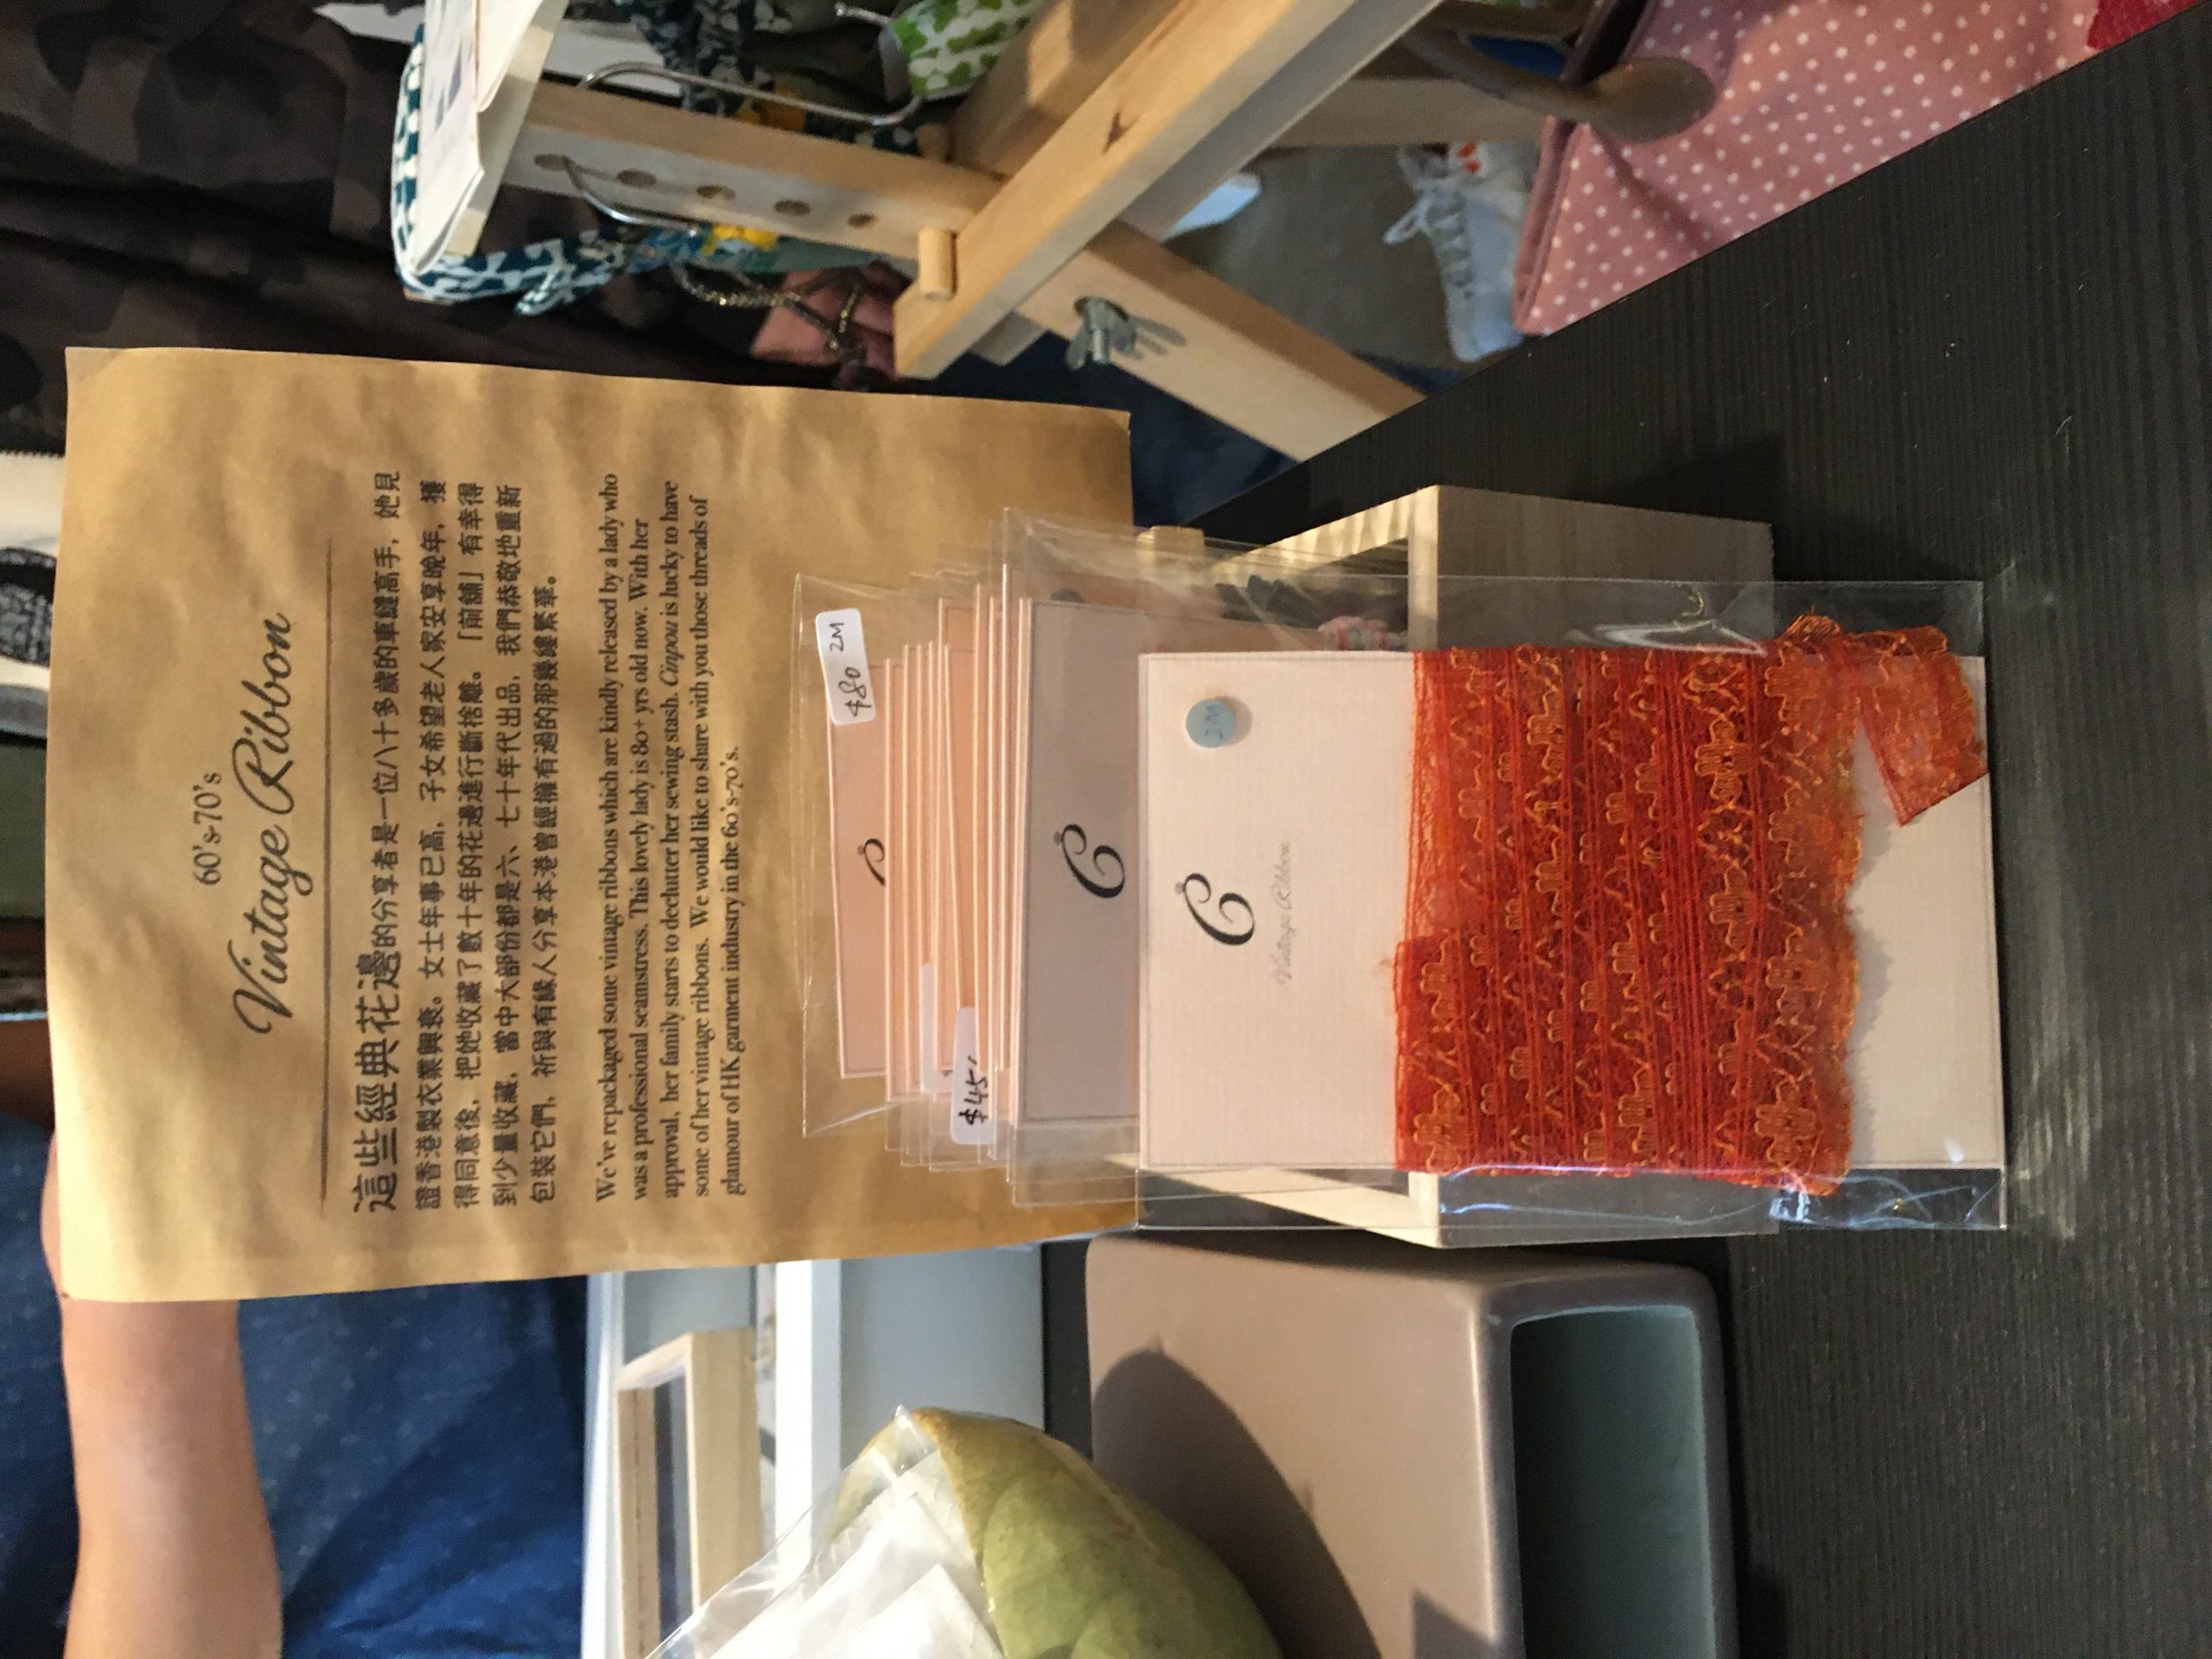 60's-70's
Vintage Ribbon
這些經典花邊的分享者是一位八十多歲的車縫高手，她見
證香港製衣業興衰。女士年事已高，子女希望老人家安享晚年，獲
得同意後，把她收藏了數十年的花邊進行斷捨離。「前舖」有幸得
到少量收藏，當中大部份都是六、七十年代出品，我們恭敬地重新
包裝它們，祈與有緣人分享本港曾經擁有過的那幾縷繁華。
We've repackaged some vintage ribbons which are kindly released by a lady who
was a professional seamstress. This lovely lady is 80+ yrs old now. With her
approval, her family starts to declutter her sewing stash. Cinpou is lucky to have
some of her vintage ribbons. We would like to share with you those threads of
glamour of HK garment industry in the 60's-70's.
$80 2M
C
$45
C
C
2M
Vintage Ribbon